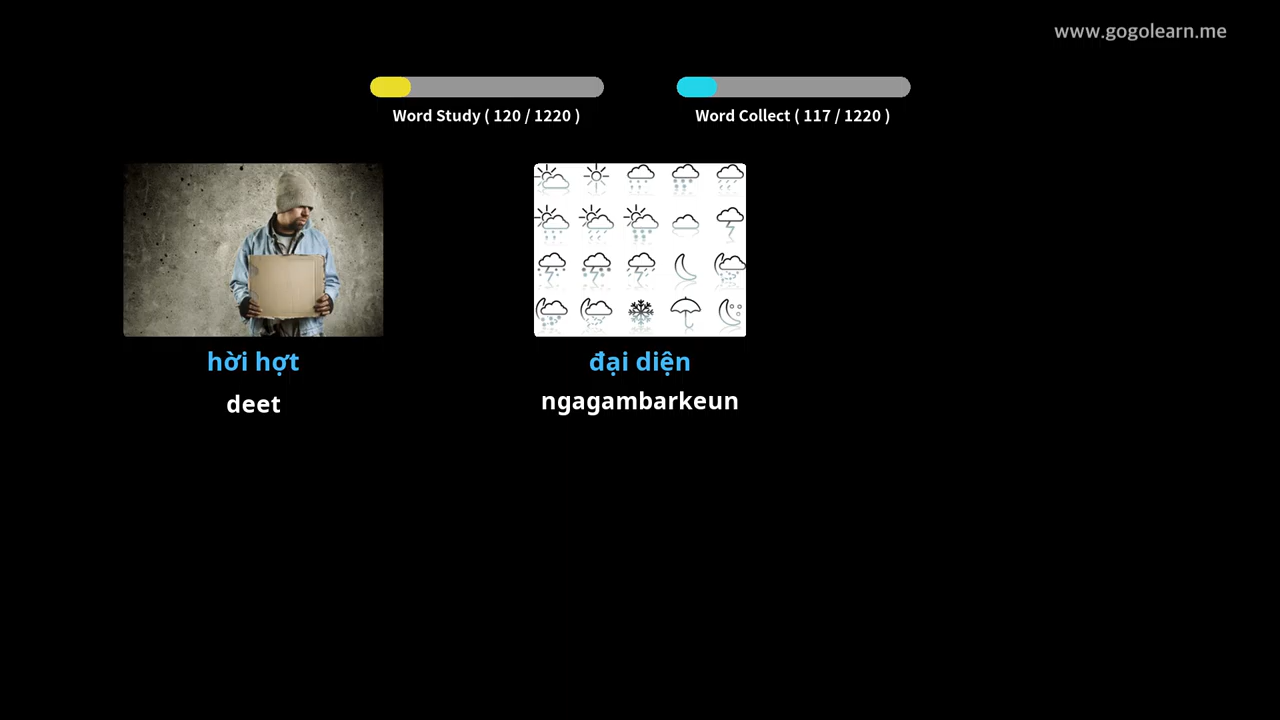 www.gogolearn.me
Word Study ( 120 / 1220 )
Word Collect ( 117 / 1220 )
hời hợt
deet
đại diện
ngagambarkeun